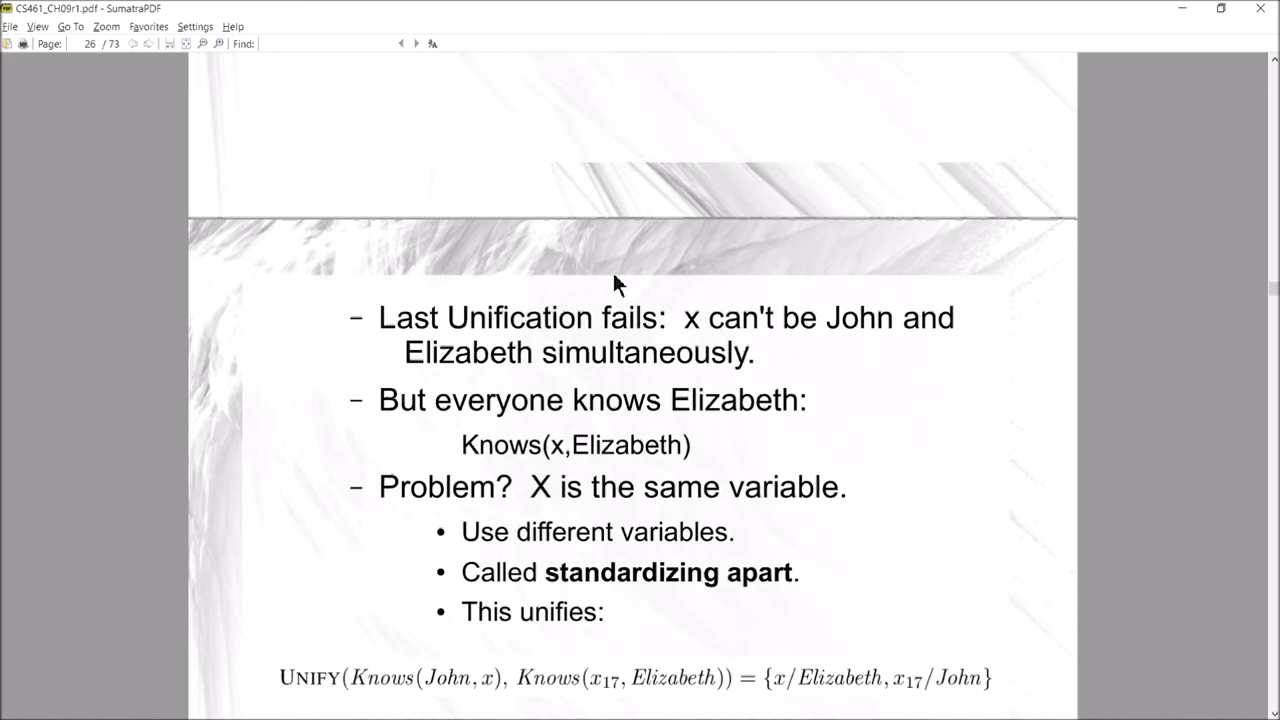 CS461_CH09r1.pdf - SumatraPDF
File View Go To Zoom Favorites Settings Help
Page: 26 / 73 Find:
– Last Unification fails: x can't be John and
Elizabeth simultaneously.
– But everyone knows Elizabeth:
Knows(x,Elizabeth)
– Problem? X is the same variable.
• Use different variables.
• Called standardizing apart.
• This unifies:
UNIFY(Knows(John, x), Knows(x₁₇, Elizabeth)) = {x/Elizabeth, x₁₇/John}